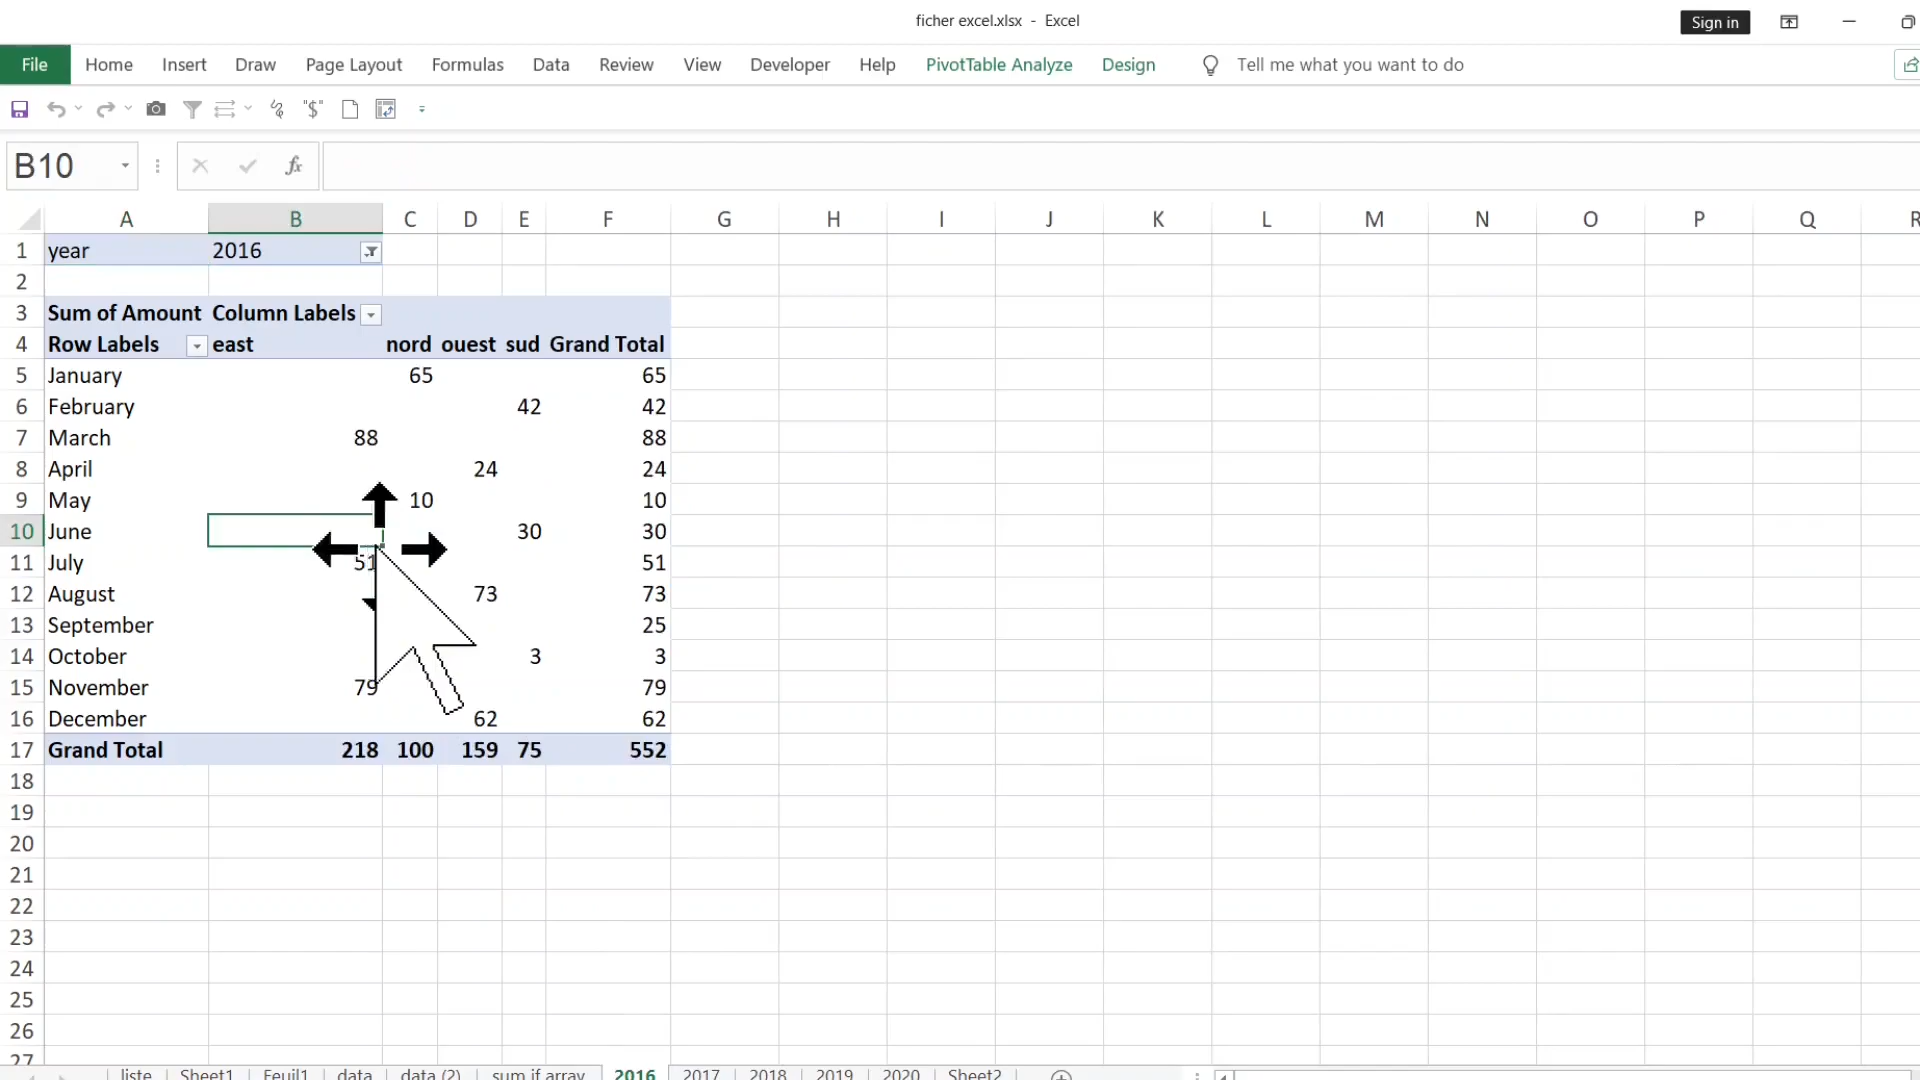 ficher excel.xlsx - Excel
Sign in
File Home Insert Draw Page Layout Formulas Data Review View Developer Help PivotTable Analyze Design Tell me what you want to do
"$"
B10 fx
A B C D E F G H I J K L M N O P Q R
1 year 2016
2
3 Sum of Amount Column Labels
4 Row Labels east nord ouest sud Grand Total
5 January 65 65
6 February 42 42
7 March 88 88
8 April 24 24
9 May 10 10
10 June 30 30
11 July 51 51
12 August 73 73
13 September 25
14 October 3 3
15 November 79 79
16 December 62 62
17 Grand Total 218 100 159 75 552
18
19
20
21
22
23
24
25
26
27
liste Sheet1 Feuil1 data data (2) sum if array 2016 2017 2018 2019 2020 Sheet2